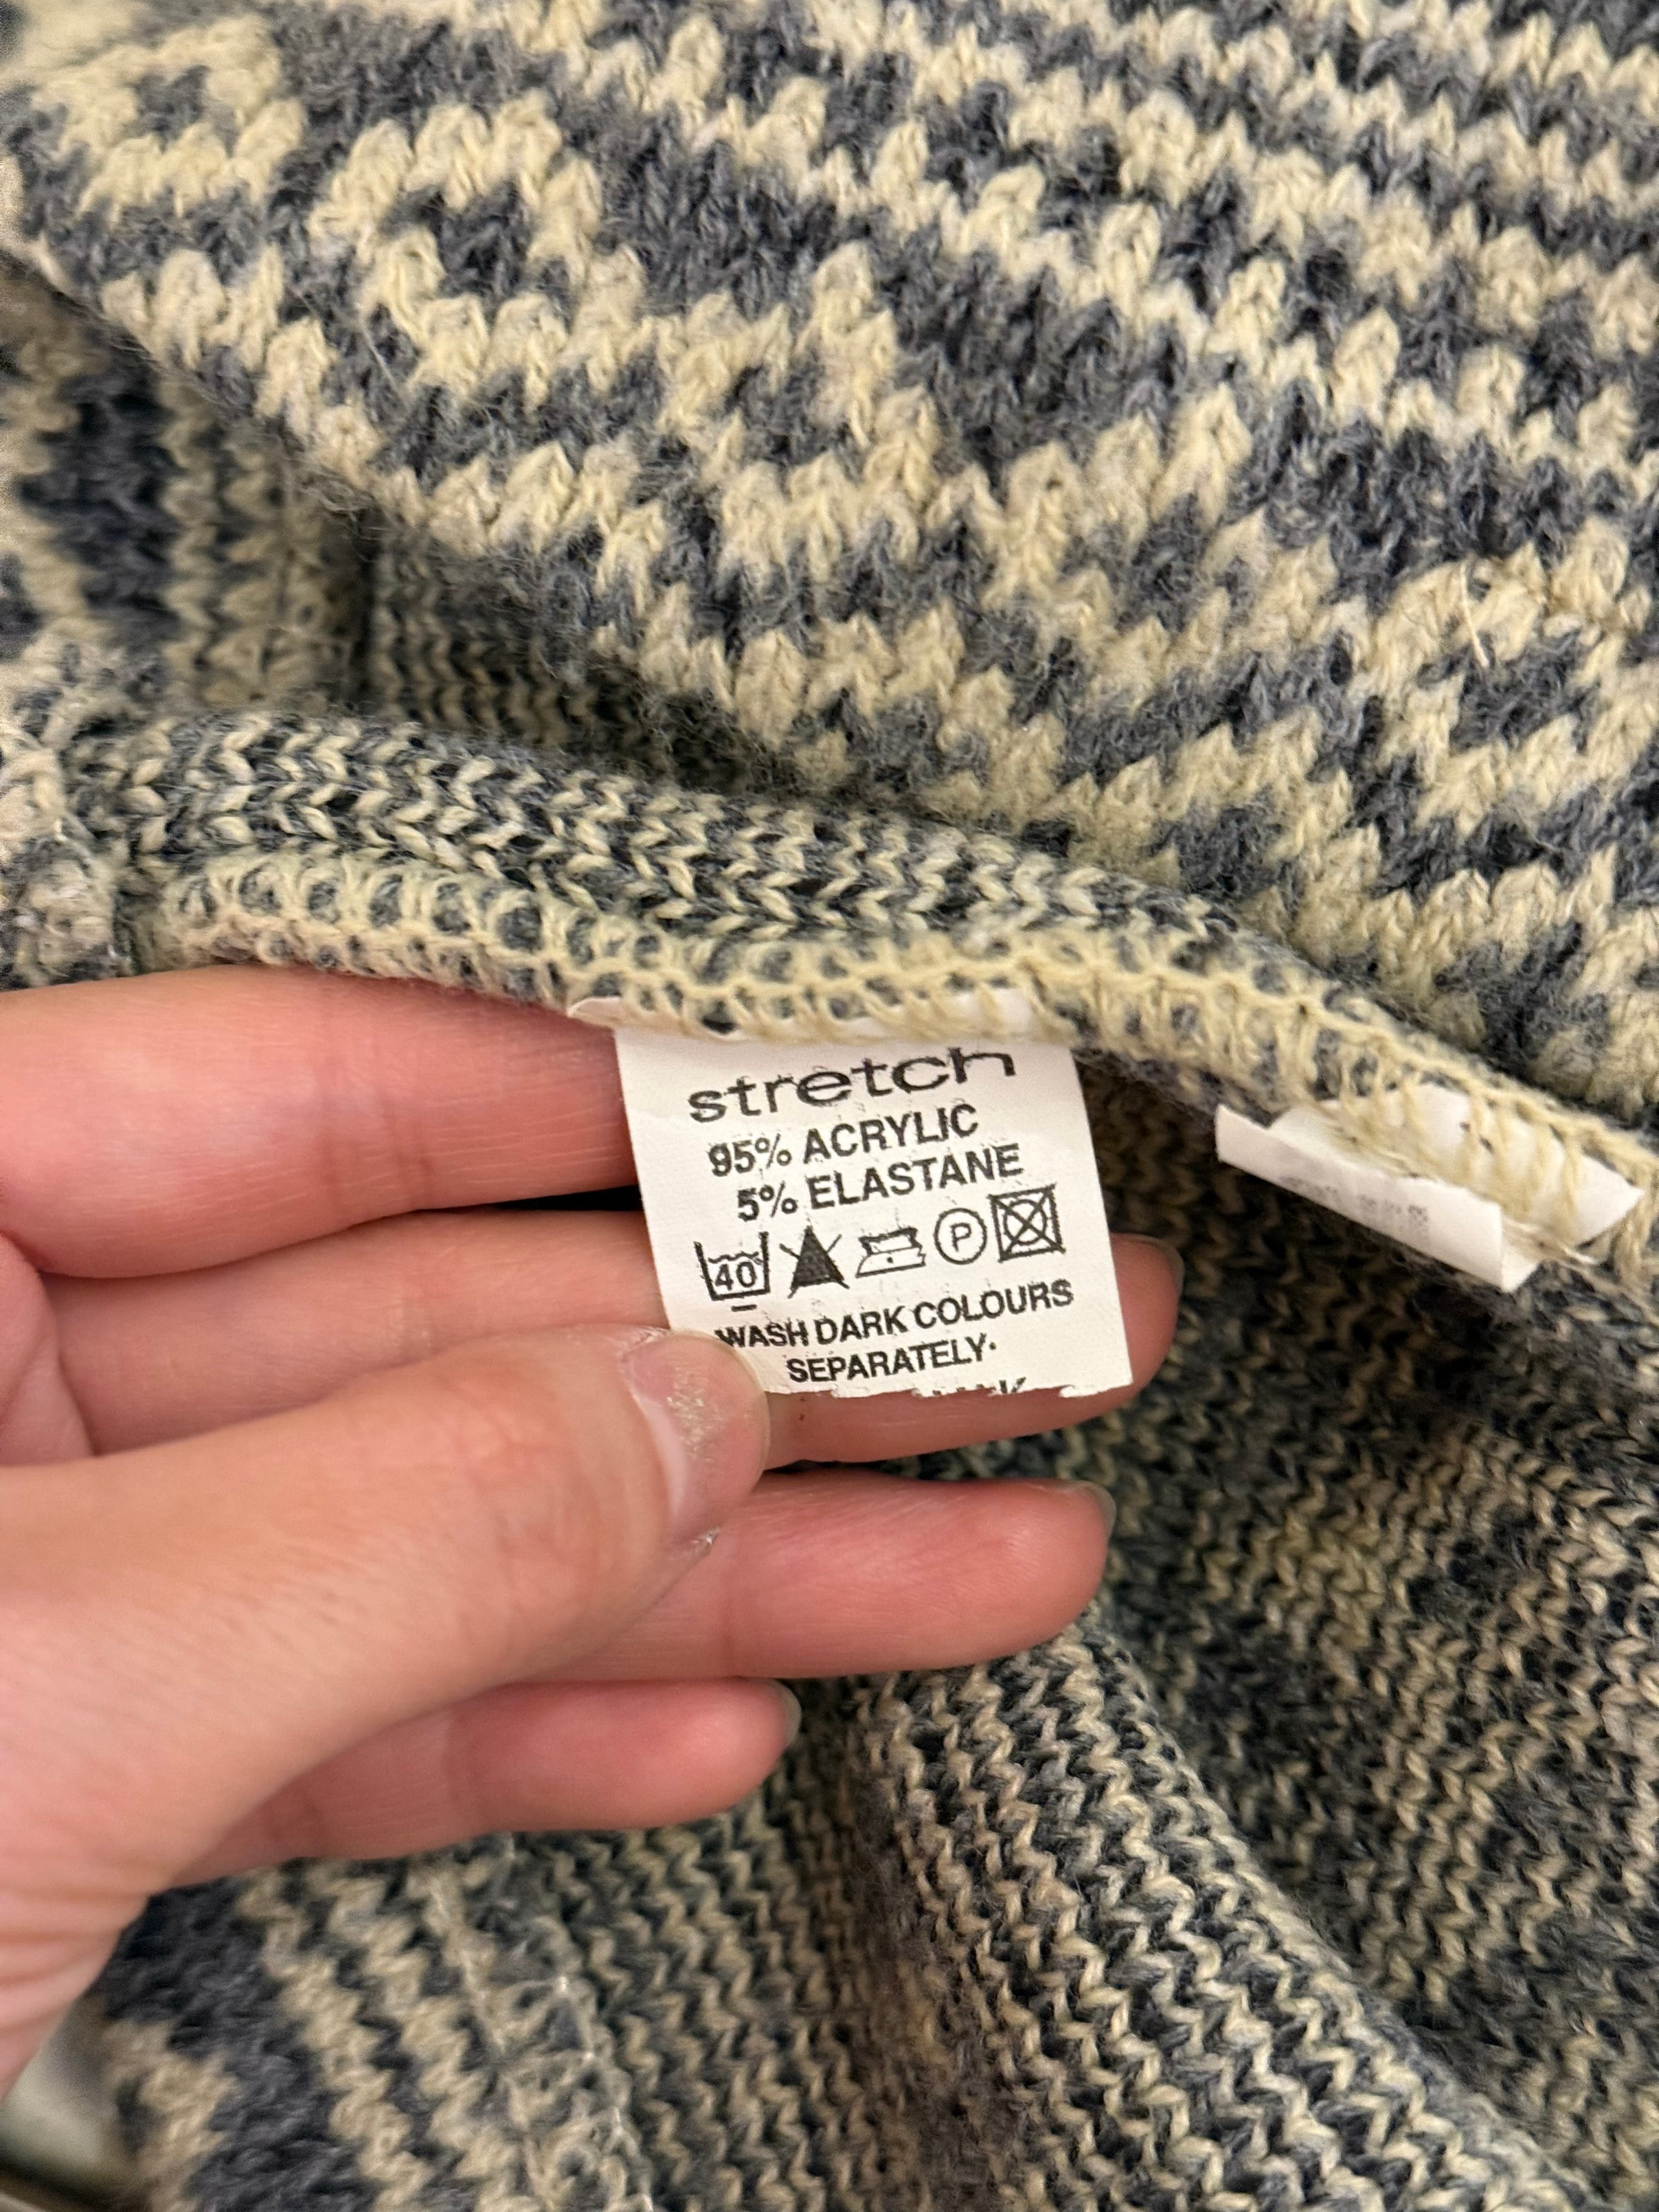 stretch
95% ACRYLIC
5% ELASTANE
40 P
WASH DARK COLOURS
SEPARATELY·